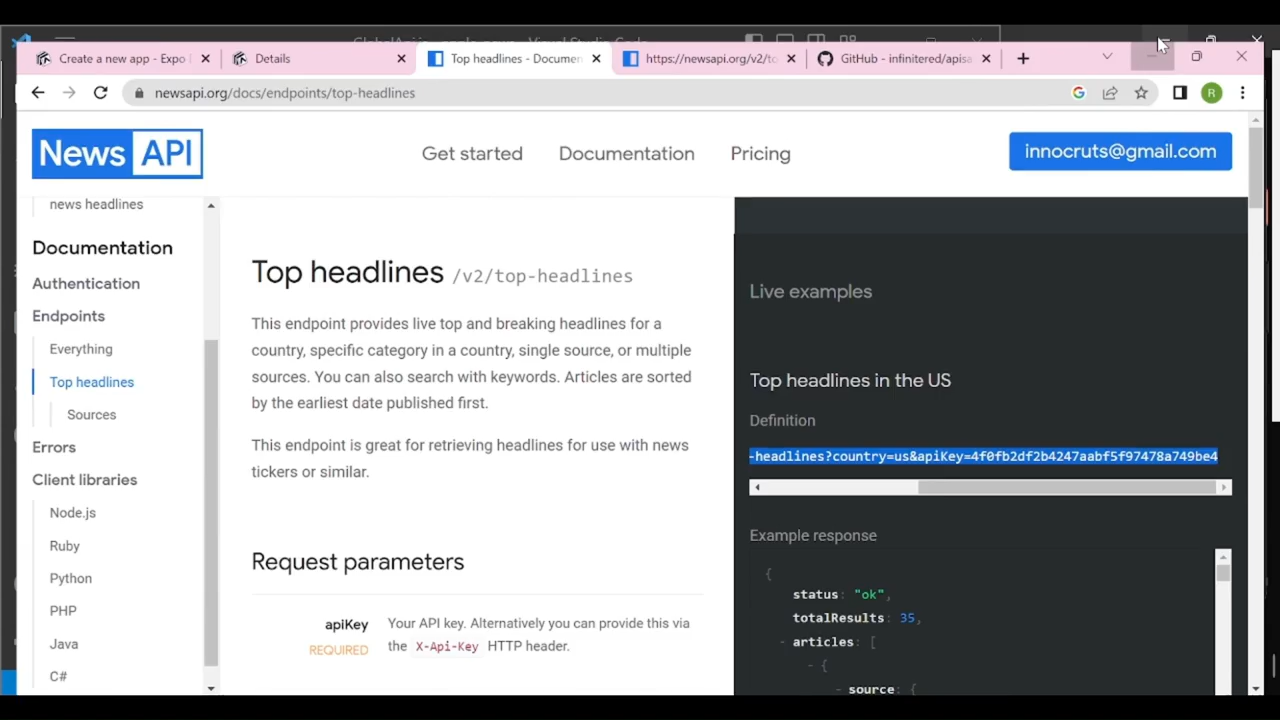 Create a new app - Expo
Details
Top headlines - Documen
https://newsapi.org/v2/to
GitHub - infinitered/apisa
newsapi.org/docs/endpoints/top-headlines
R
News API
Get started
Documentation
Pricing
innocruts@gmail.com
news headlines
Documentation
Authentication
Endpoints
Everything
Top headlines
Sources
Errors
Client libraries
Node.js
Ruby
Python
PHP
Java
C#
Top headlines /v2/top-headlines
This endpoint provides live top and breaking headlines for a
country, specific category in a country, single source, or multiple
sources. You can also search with keywords. Articles are sorted
by the earliest date published first.
This endpoint is great for retrieving headlines for use with news
tickers or similar.
Request parameters
apiKey
REQUIRED
Your API key. Alternatively you can provide this via
the X-Api-Key HTTP header.
Live examples
Top headlines in the US
Definition
-headlines?country=us&apiKey=4f0fb2df2b4247aabf5f97478a749be4
Example response
{
status: "ok",
totalResults: 35,
- articles: [
- {
- source: {